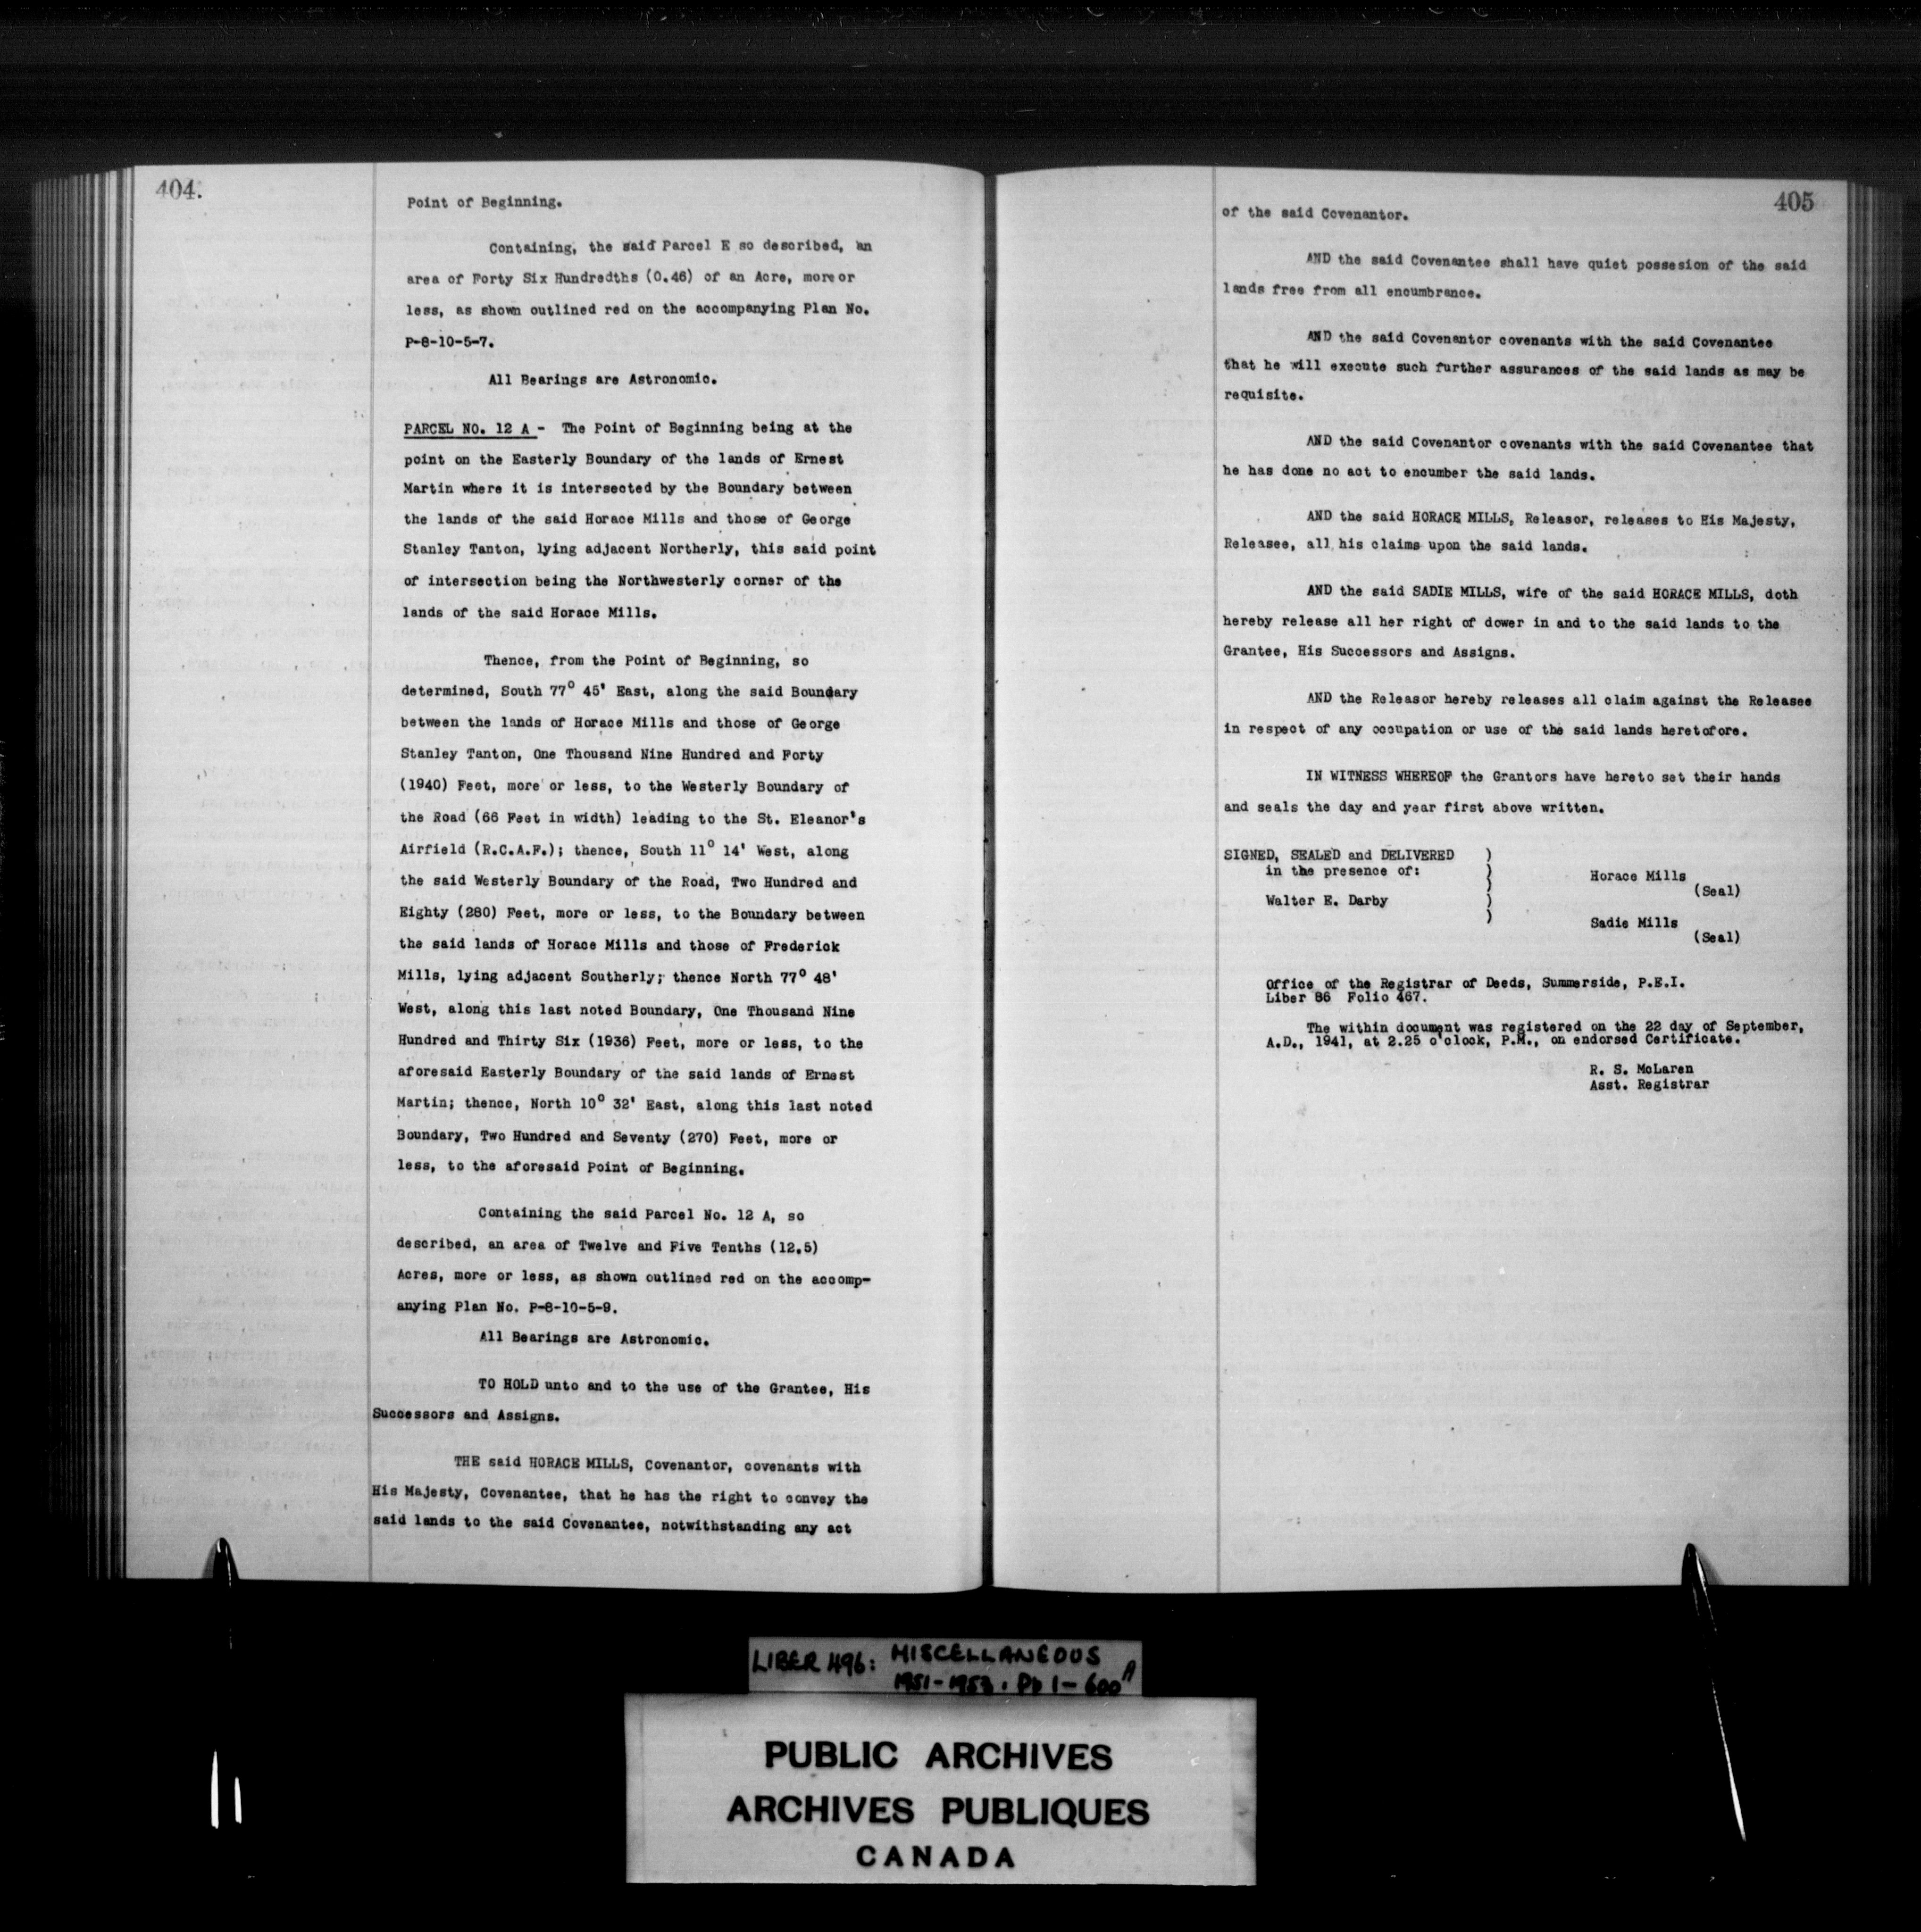 404.
Point of Beginning.
Containing, the said Parcel E so described, an
area of Forty Six Hundredths (0.46) of an Acre, more or
less, as shown outlined red on the accompanying Plan No.
P-8-10-5-7.
All Bearings are Astronomic.
PARCEL NO. 12 A - The Point of Beginning being at the
point on the Easterly Boundary of the lands of Ernest
Martin where it is intersected by the Boundary between
the lands of the said Horace Mills and those of George
Stanley Tanton, lying adjacent Northerly, this said point
of intersection being the Northwesterly corner of the
lands of the said Horace Mills.
Thence, from the Point of Beginning, so
determined, South 77° 45' East, along the said Boundary
between the lands of Horace Mills and those of George
Stanley Tanton, One Thousand Nine Hundred and Forty
(1940) Feet, more or less, to the Westerly Boundary of
the Road (66 Feet in width) leading to the St. Eleanor's
Airfield (R.C.A.F.); thence, South 11° 14' West, along
the said Westerly Boundary of the Road, Two Hundred and
Eighty (280) Feet, more or less, to the Boundary between
the said lands of Horace Mills and those of Frederick
Mills, lying adjacent Southerly; thence North 77° 48'
West, along this last noted Boundary, One Thousand Nine
Hundred and Thirty Six (1936) Feet, more or less, to the
aforesaid Easterly Boundary of the said lands of Ernest
Martin; thence, North 10° 32' East, along this last noted
Boundary, Two Hundred and Seventy (270) Feet, more or
less, to the aforesaid Point of Beginning.
Containing the said Parcel No. 12 A, so
described, an area of Twelve and Five Tenths (12.5)
Acres, more or less, as shown outlined red on the accomp-
anying Plan No. P-8-10-5-9.
All Bearings are Astronomic.
TO HOLD unto and to the use of the Grantee, His
Successors and Assigns.
THE said HORACE MILLS, Covenantor, covenants with
His Majesty, Covenantee, that he has the right to convey the
said lands to the said Covenantee, notwithstanding any act
405
of the said Covenantor.
AND the said Covenantee shall have quiet possesion of the said
lands free from all encumbrance.
AND the said Covenantor covenants with the said Covenantee
that he will execute such further assurances of the said lands as may be
requisite.
AND the said Covenantor covenants with the said Covenantee that
he has done no act to encumber the said lands.
AND the said HORACE MILLS, Releasor, releases to His Majesty,
Releasee, all his claims upon the said lands.
AND the said SADIE MILLS, wife of the said HORACE MILLS, doth
hereby release all her right of dower in and to the said lands to the
Grantee, His Successors and Assigns.
AND the Releasor hereby releases all claim against the Releasee
in respect of any occupation or use of the said lands heretofore.
IN WITNESS WHEREOF the Grantors have hereto set their hands
and seals the day and year first above written.
SIGNED, SEALED and DELIVERED )
in the presence of: ) Horace Mills
) (Seal)
Walter E. Darby )
) Sadie Mills
(Seal)
Office of the Registrar of Deeds, Summerside, P.E.I.
Liber 86 Folio 467.
The within document was registered on the 22 day of September,
A.D., 1941, at 2.25 o'clock, P.M., on endorsed Certificate.
R. S. McLaren
Asst. Registrar
LIBER 496: MISCELLANEOUS
1951-1953. Pp 1-600A
PUBLIC ARCHIVES
ARCHIVES PUBLIQUES
CANADA